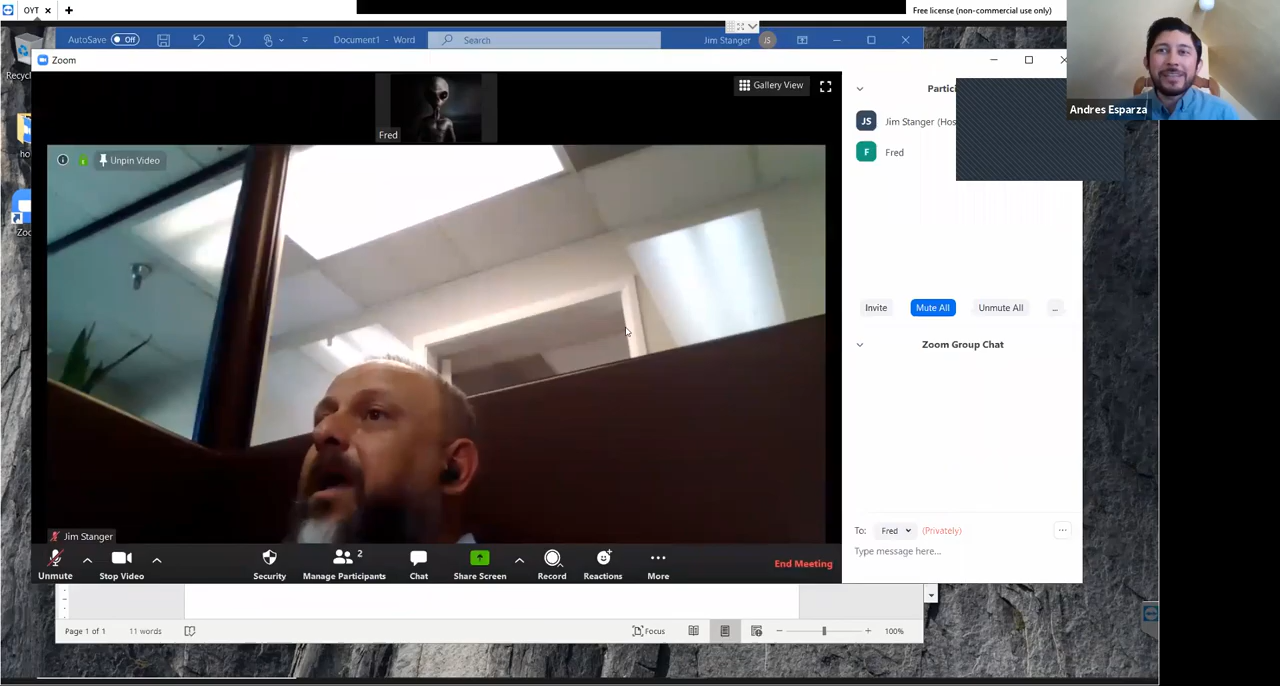 OYT
Free license (non-commercial use only)
AutoSave Off Document1 - Word Search Jim Stanger JS
Zoom
Andres Esparza
Gallery View
Fred
Unpin Video
JS Jim Stanger
F Fred
Invite Mute All Unmute All ...
Zoom Group Chat
To: Fred (Privately)
Type message here...
Jim Stanger
Unmute Stop Video Security Manage Participants 2 Chat Share Screen Record Reactions More End Meeting
Page 1 of 1 11 words Focus 100%